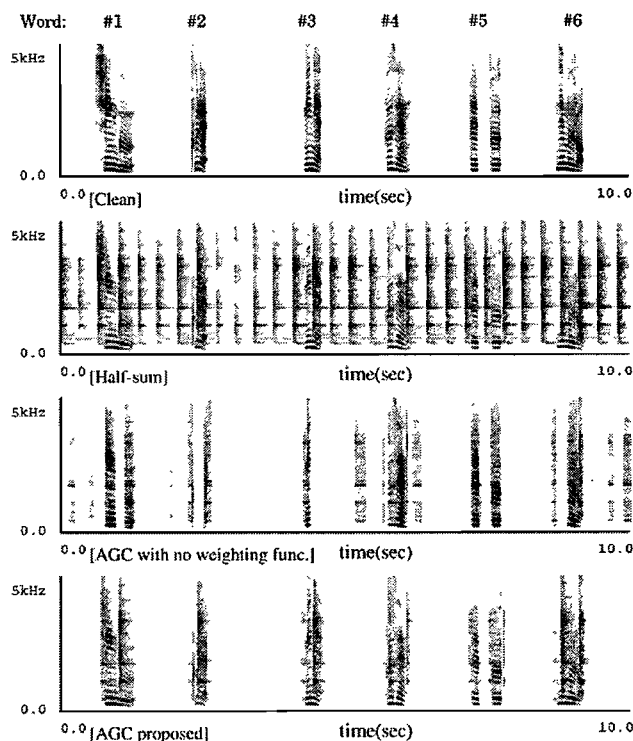 Word: #1 #2 #3 #4 #5 #6
5kHz
0.0
0.0 [Clean] time(sec) 10.0
5kHz
0.0
0.0 [Half-sum] time(sec) 10.0
5kHz
0.0
0.0 [AGC with no weighting func.] time(sec) 10.0
5kHz
0.0
0.0 [AGC proposed] time(sec) 10.0